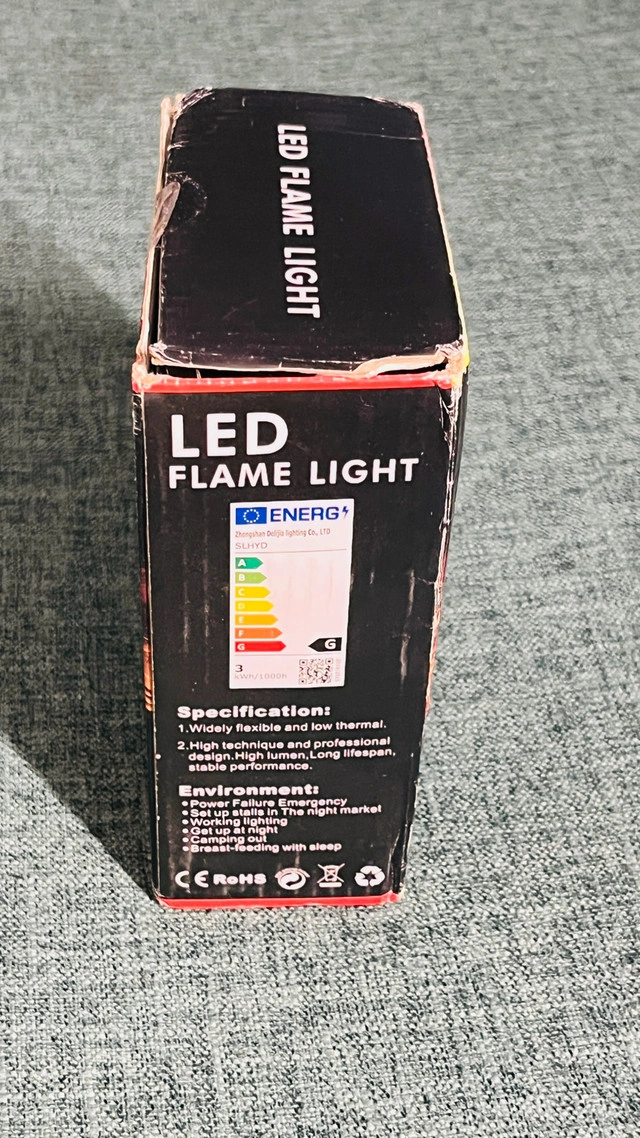 LED FLAME LIGHT
LED
FLAME LIGHT
ENERG
Zhongshan Dolijia lighting Co., LTD
SLHYD
A
B
C
D
E
F
G
G
3
kWh/1000h
Specification:
1.Widely flexible and low thermal.
2.High technique and professional
design.High lumen,Long lifespan,
stable performance.
Environment:
•Power Failure Emergency
•Set up stalls in The night market
•Working lighting
•Get up at night
•Camping out
•Breast-feeding with sleep
CE RoHS